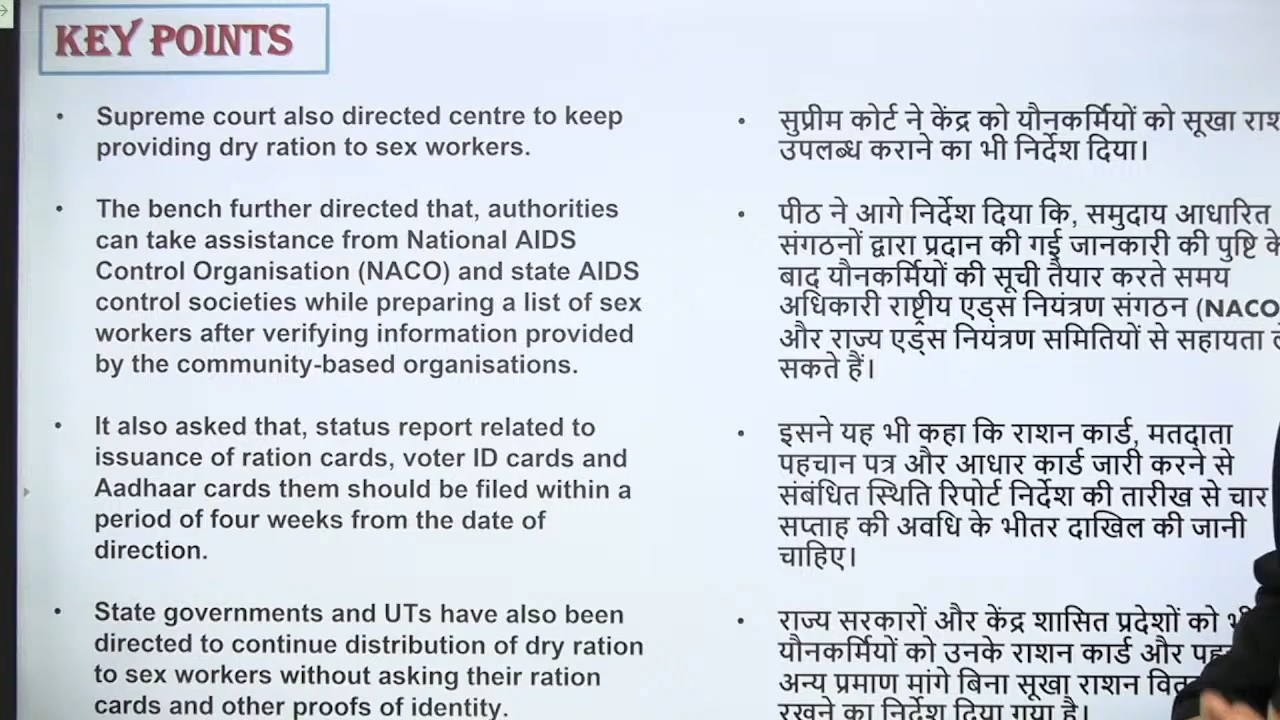 KEY POINTS
• Supreme court also directed centre to keep
providing dry ration to sex workers.
• The bench further directed that, authorities
can take assistance from National AIDS
Control Organisation (NACO) and state AIDS
control societies while preparing a list of sex
workers after verifying information provided
by the community-based organisations.
• It also asked that, status report related to
issuance of ration cards, voter ID cards and
Aadhaar cards them should be filed within a
period of four weeks from the date of
direction.
• State governments and UTs have also been
directed to continue distribution of dry ration
to sex workers without asking their ration
cards and other proofs of identity.
• सुप्रीम कोर्ट ने केंद्र को यौनकर्मियों को सूखा
उपलब्ध कराने का भी निर्देश दिया।
• पीठ ने आगे निर्देश दिया कि, समुदाय आधारित
संगठनों द्वारा प्रदान की गई जानकारी की पुष्टि के
बाद यौनकर्मियों की सूची तैयार करते समय
अधिकारी राष्ट्रीय एड्स नियंत्रण संगठन (NACO
और राज्य एड्स नियंत्रण समितियों से सहायता
सकते हैं।
• इसने यह भी कहा कि राशन कार्ड, मतदाता
पहचान पत्र और आधार कार्ड जारी करने से
संबंधित स्थिति रिपोर्ट निर्देश की तारीख से चार
सप्ताह की अवधि के भीतर दाखिल की जानी
चाहिए।
• राज्य सरकारों और केंद्र शासित प्रदेशों को
यौनकर्मियों को उनके राशन कार्ड और
अन्य प्रमाण मांगे बिना सूखा राशन
रखने का निर्देश दिया गया है।